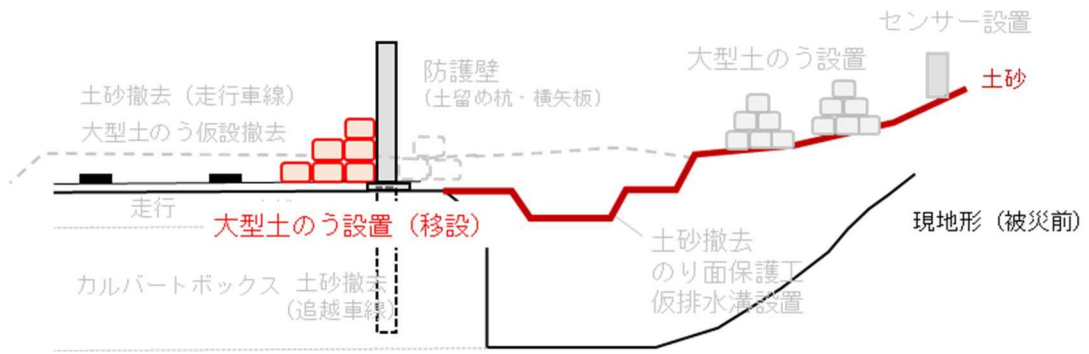 センサー設置
大型土のう設置
土砂
防護壁
(土留め杭・横矢板)
土砂撤去（走行車線）
大型土のう仮設撤去
走行
大型土のう設置（移設）
現地形（被災前）
土砂撤去
のり面保護工
仮排水溝設置
カルバートボックス
土砂撤去
(追越車線)